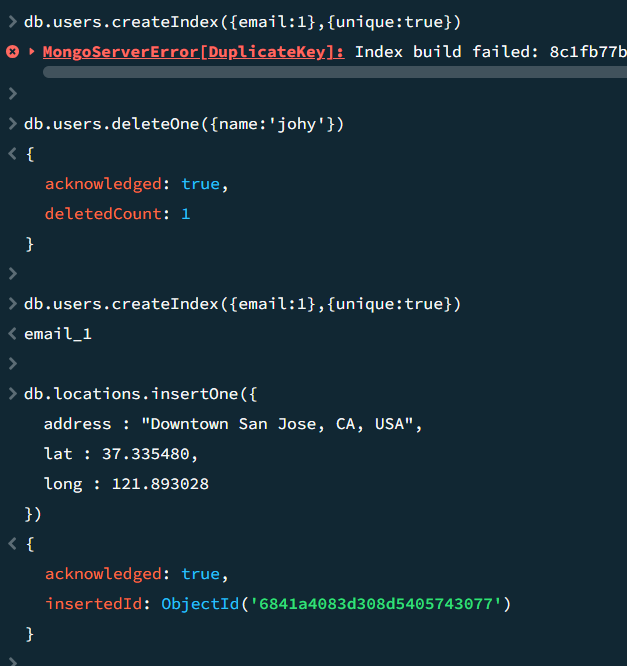 > db.users.createIndex({email:1},{unique:true})
MongoServerError[DuplicateKey]: Index build failed: 8c1fb77b
>
> db.users.deleteOne({name:'johy'})
< {
acknowledged: true,
deletedCount: 1
}
>
> db.users.createIndex({email:1},{unique:true})
< email_1
>
> db.locations.insertOne({
address : "Downtown San Jose, CA, USA",
lat : 37.335480,
long : 121.893028
})
< {
acknowledged: true,
insertedId: ObjectId('6841a4083d308d5405743077')
}
>